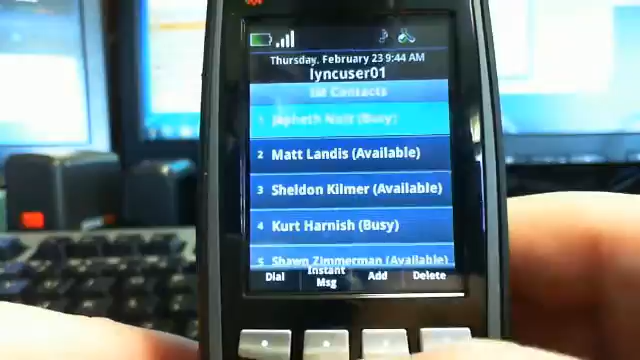 Thursday, February 23 9:44 AM
lyncuser01
IM Contacts
1 Japheth Nolt (Busy)
2 Matt Landis (Available)
3 Sheldon Kilmer (Available)
4 Kurt Harnish (Busy)
5 Shawn Zimmerman (Available)
Dial Instant Msg Add Delete